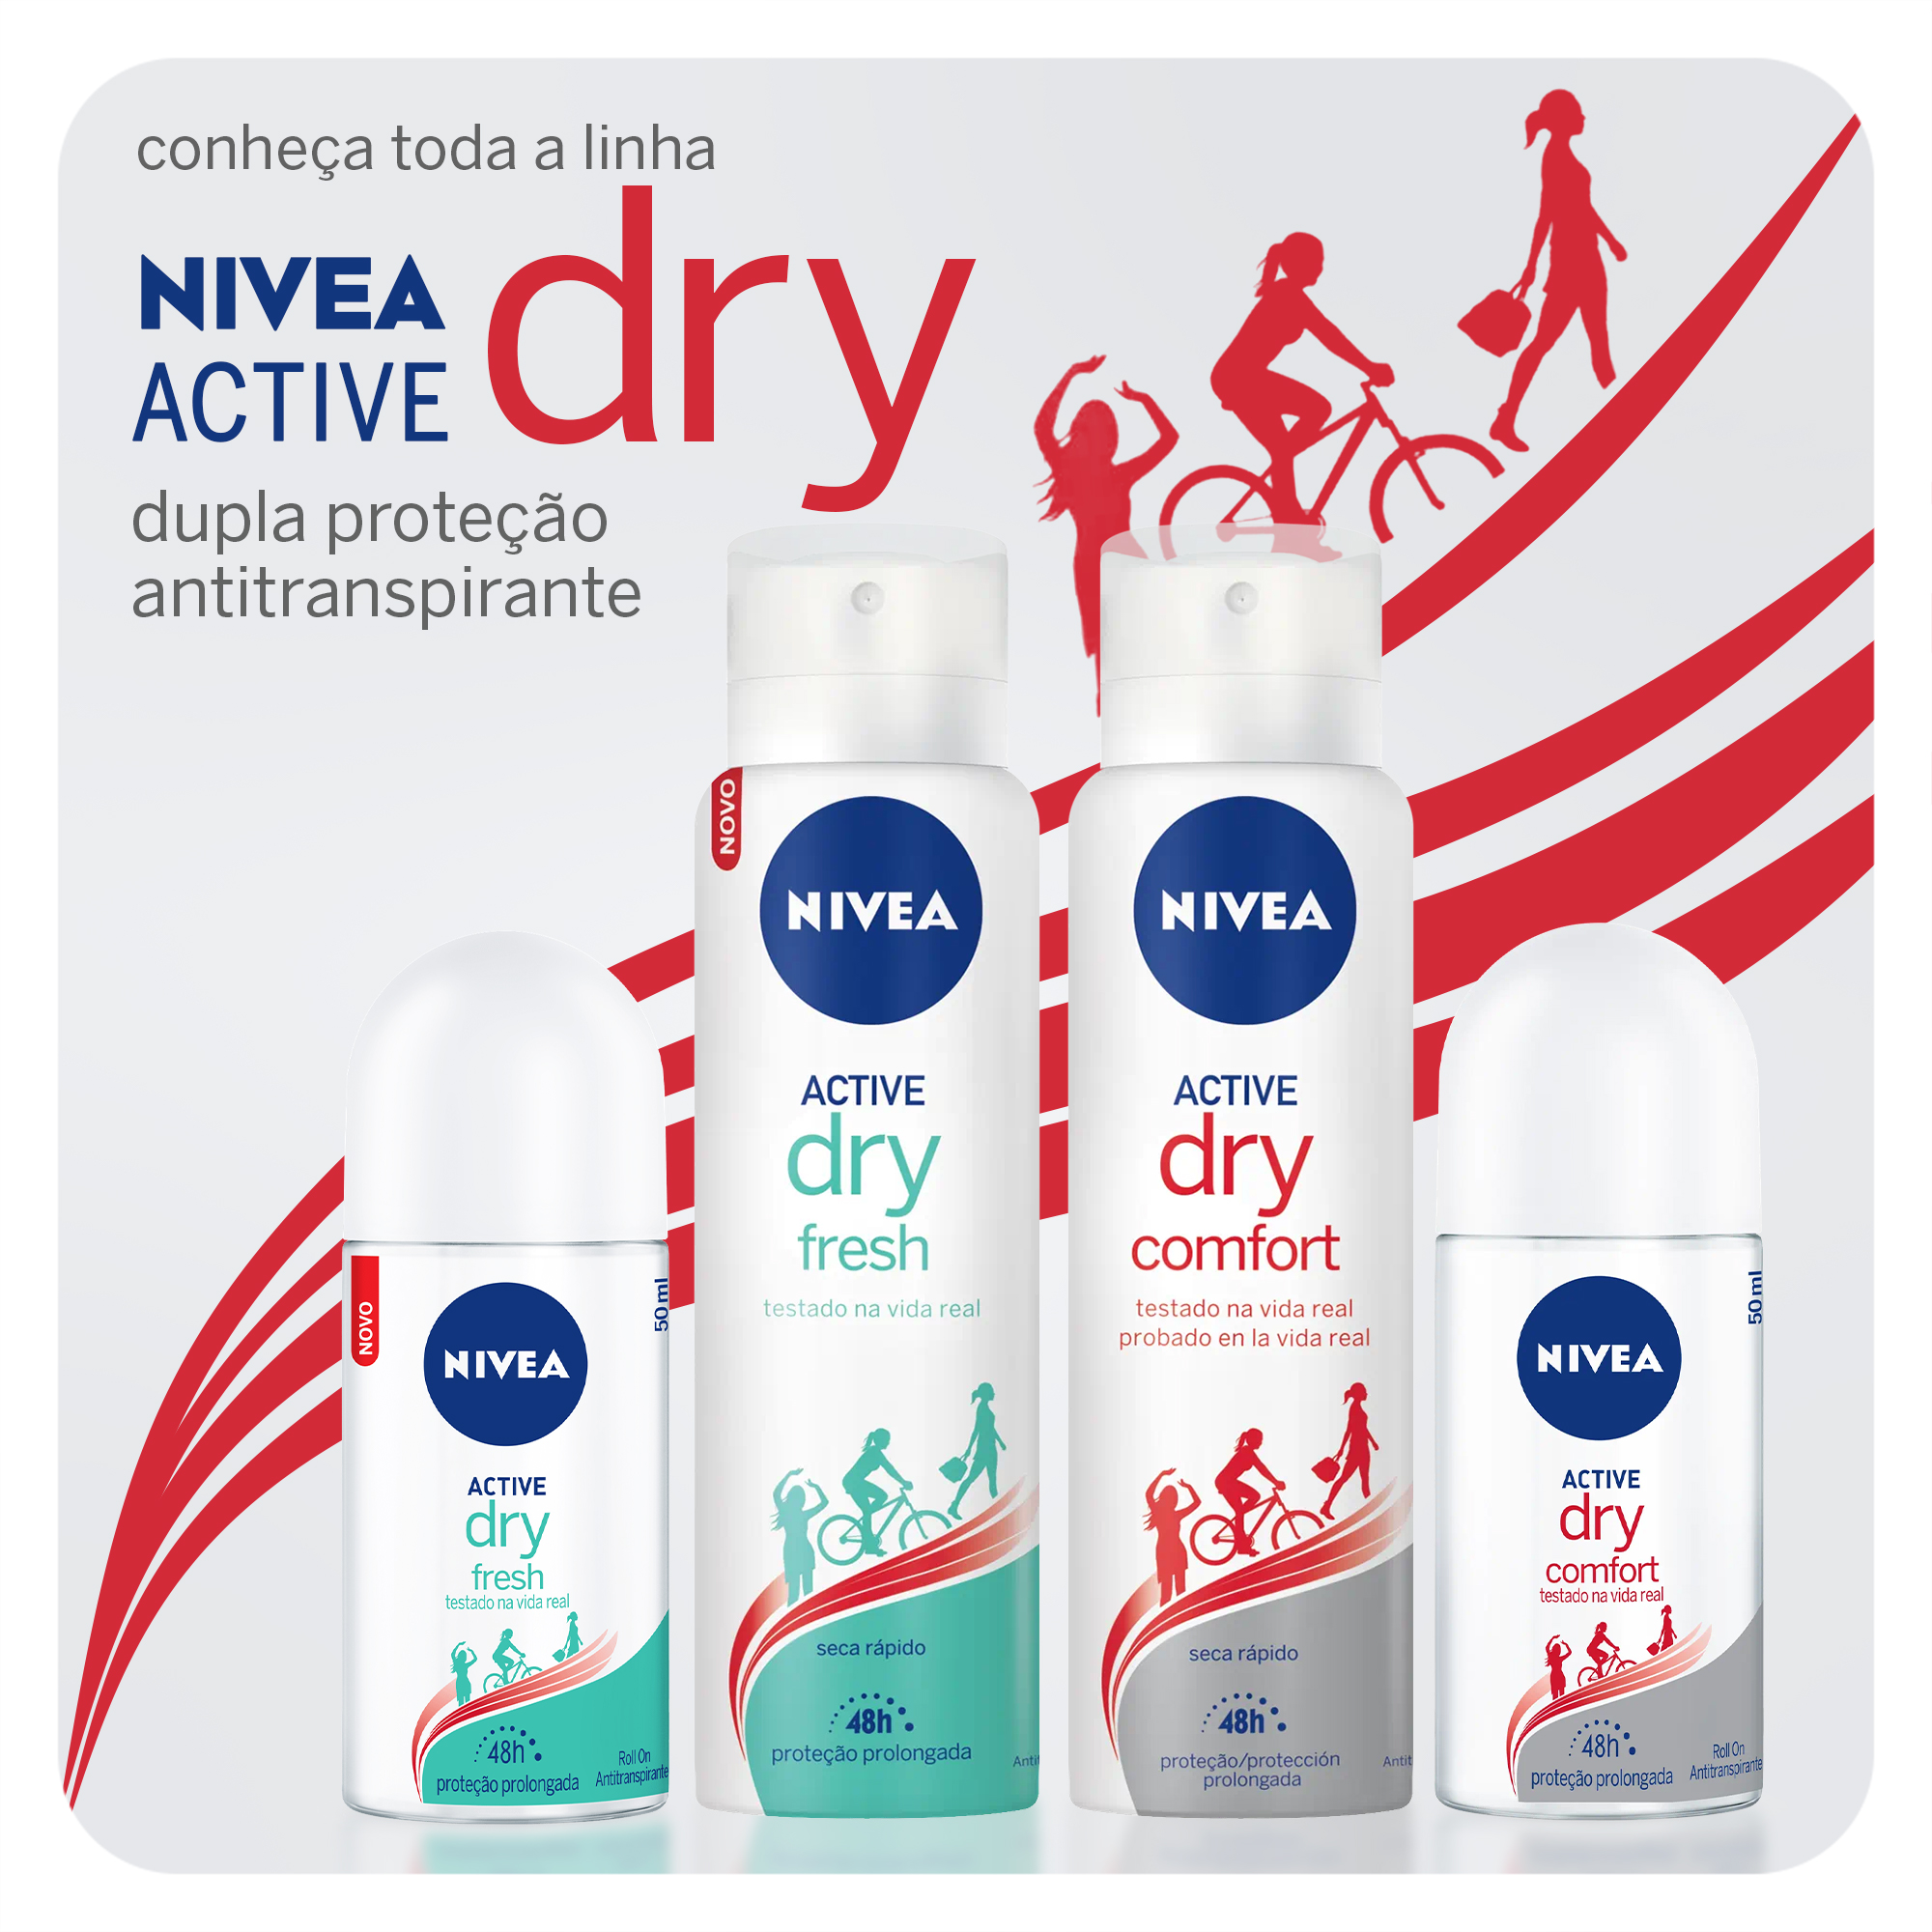 conheça toda a linha
NIVEA
ACTIVE
dry
dupla proteção
antitranspirante
NOVO
NIVEA
ACTIVE
dry
fresh
testado na vida real
48h
proteção prolongada
Roll On
Antitranspirante
50 ml
NOVO
NIVEA
ACTIVE
dry
fresh
testado na vida real
seca rápido
48h
proteção prolongada
Antit
NIVEA
ACTIVE
dry
comfort
testado na vida real
probado en la vida real
seca rápido
48h
proteção/protección
prolongada
Antit
NIVEA
ACTIVE
dry
comfort
testado na vida real
48h
proteção prolongada
Roll On
Antitranspirante
50 ml